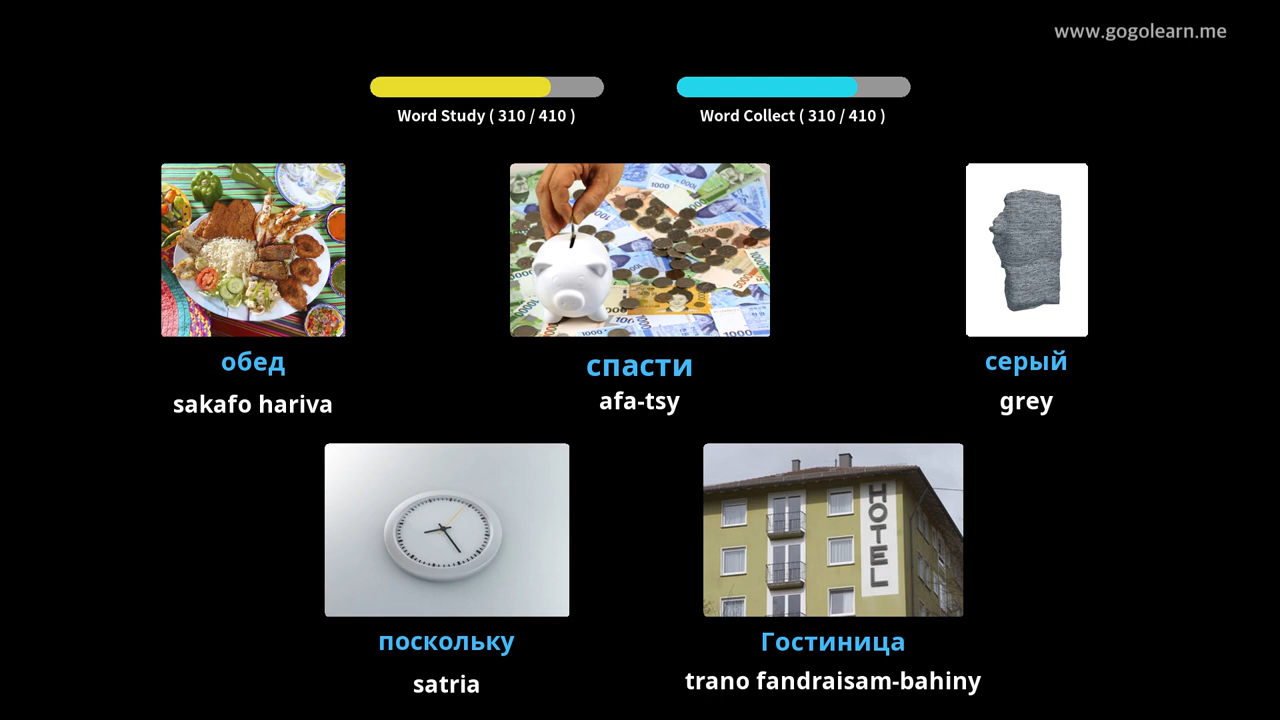 www.gogolearn.me
Word Study ( 310 / 410 )
Word Collect ( 310 / 410 )
обед
sakafo hariva
спасти
afa-tsy
серый
grey
HOTEL
поскольку
satria
Гостиница
trano fandraisam-bahiny